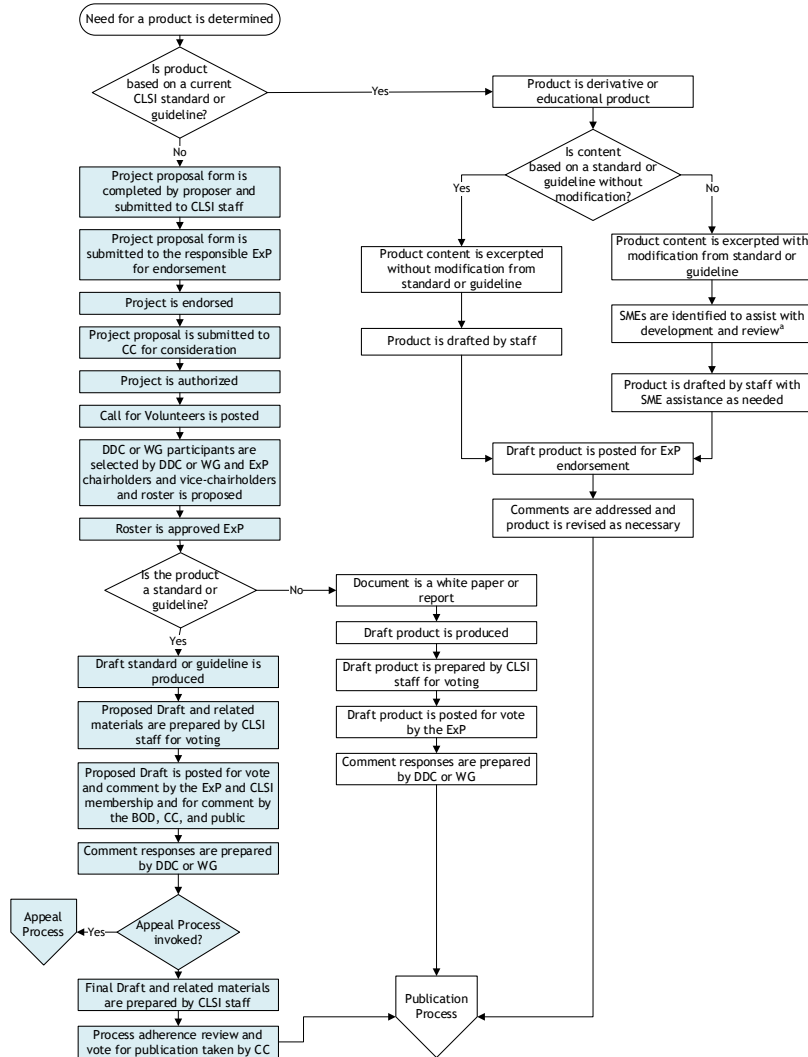 Need for a product is determined
Is product
based on a current
CLSI standard or
guideline?
Yes
Product is derivative or
educational product
No
Is content
based on a standard or
guideline without
modification?
Yes
No
Project proposal form is
completed by proposer and
submitted to CLSI staff
Project proposal form is
submitted to the responsible ExP
for endorsement
Project is endorsed
Project proposal is submitted to
CC for consideration
Project is authorized
Call for Volunteers is posted
DDC or WG participants are
selected by DDC or WG and ExP
chairholders and vice-chairholders
and roster is proposed
Roster is approved ExP
Product content is excerpted
without modification from
standard or guideline
Product is drafted by staff
Product content is excerpted with
modification from standard or
guideline
SMEs are identified to assist with
development and reviewᵃ
Product is drafted by staff with
SME assistance as needed
Draft product is posted for ExP
endorsement
Comments are addressed and
product is revised as necessary
Is the product
a standard or
guideline?
No
Document is a white paper or
report
Draft product is produced
Draft product is prepared by CLSI
staff for voting
Draft product is posted for vote
by the ExP
Comment responses are prepared
by DDC or WG
Yes
Draft standard or guideline is
produced
Proposed Draft and related
materials are prepared by CLSI
staff for voting
Proposed Draft is posted for vote
and comment by the ExP and CLSI
membership and for comment by
the BOD, CC, and public
Comment responses are prepared
by DDC or WG
Appeal Process
invoked?
Yes
Appeal
Process
Final Draft and related materials
are prepared by CLSI staff
Process adherence review and
vote for publication taken by CC
Publication
Process